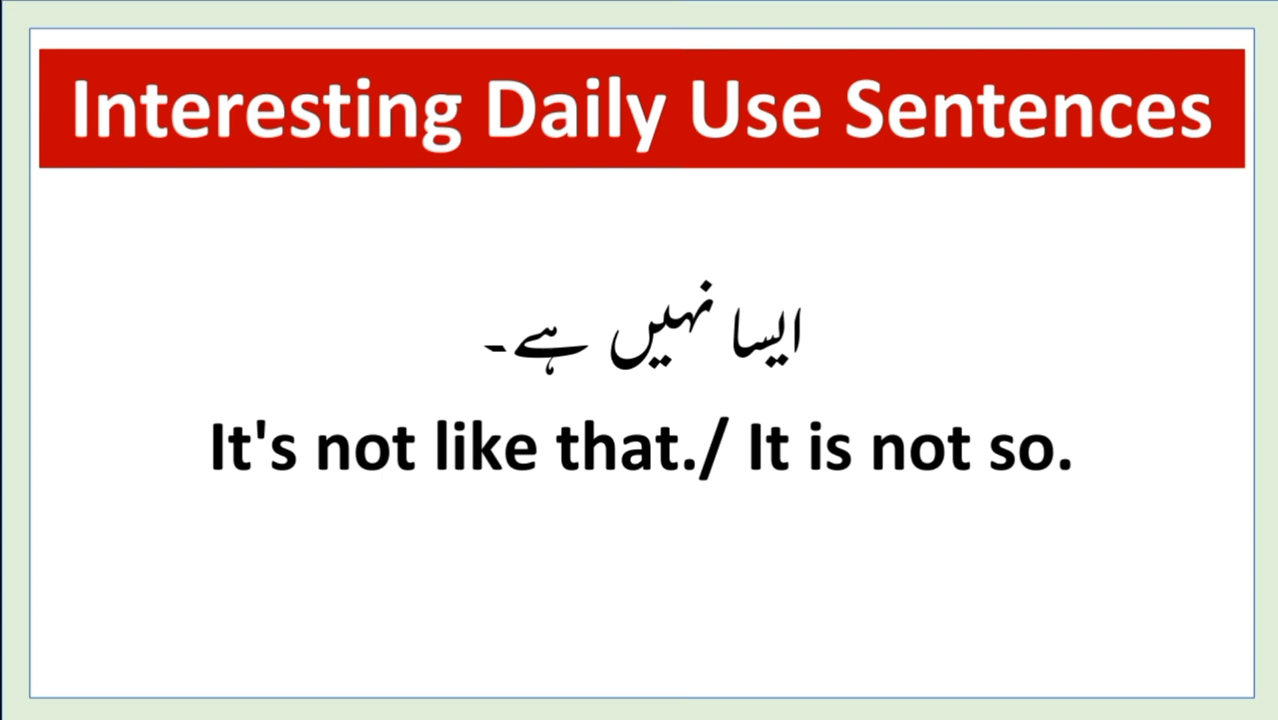 Interesting Daily Use Sentences
ایسا نہیں ہے۔
It's not like that./ It is not so.